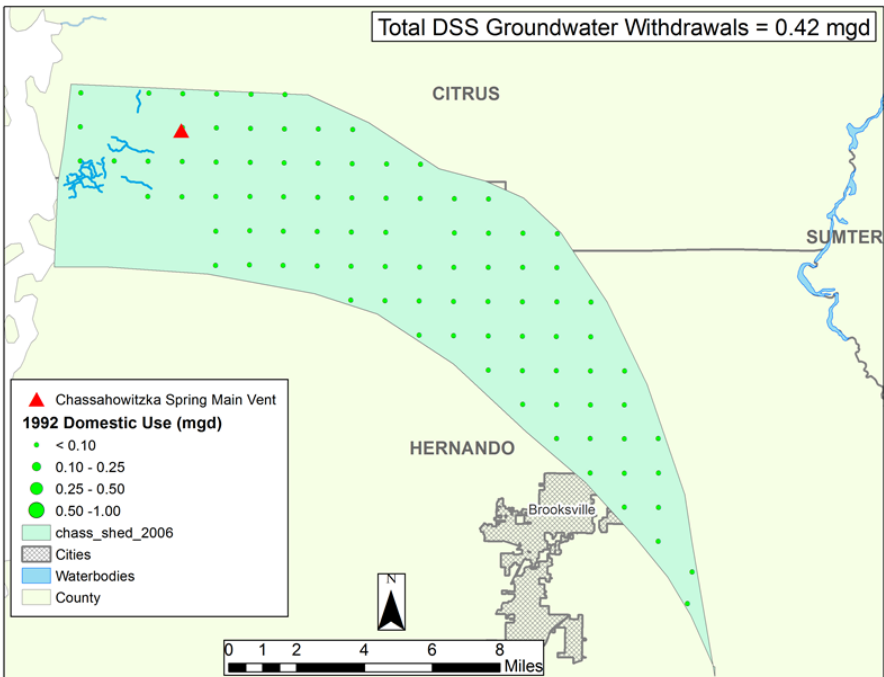 Total DSS Groundwater Withdrawals = 0.42 mgd
CITRUS
SUMTER
HERNANDO
Brooksville
Chassahowitzka Spring Main Vent
1992 Domestic Use (mgd)
< 0.10
0.10 - 0.25
0.25 - 0.50
0.50 -1.00
chass_shed_2006
Cities
Waterbodies
County
N
0 1 2 4 6 8
Miles